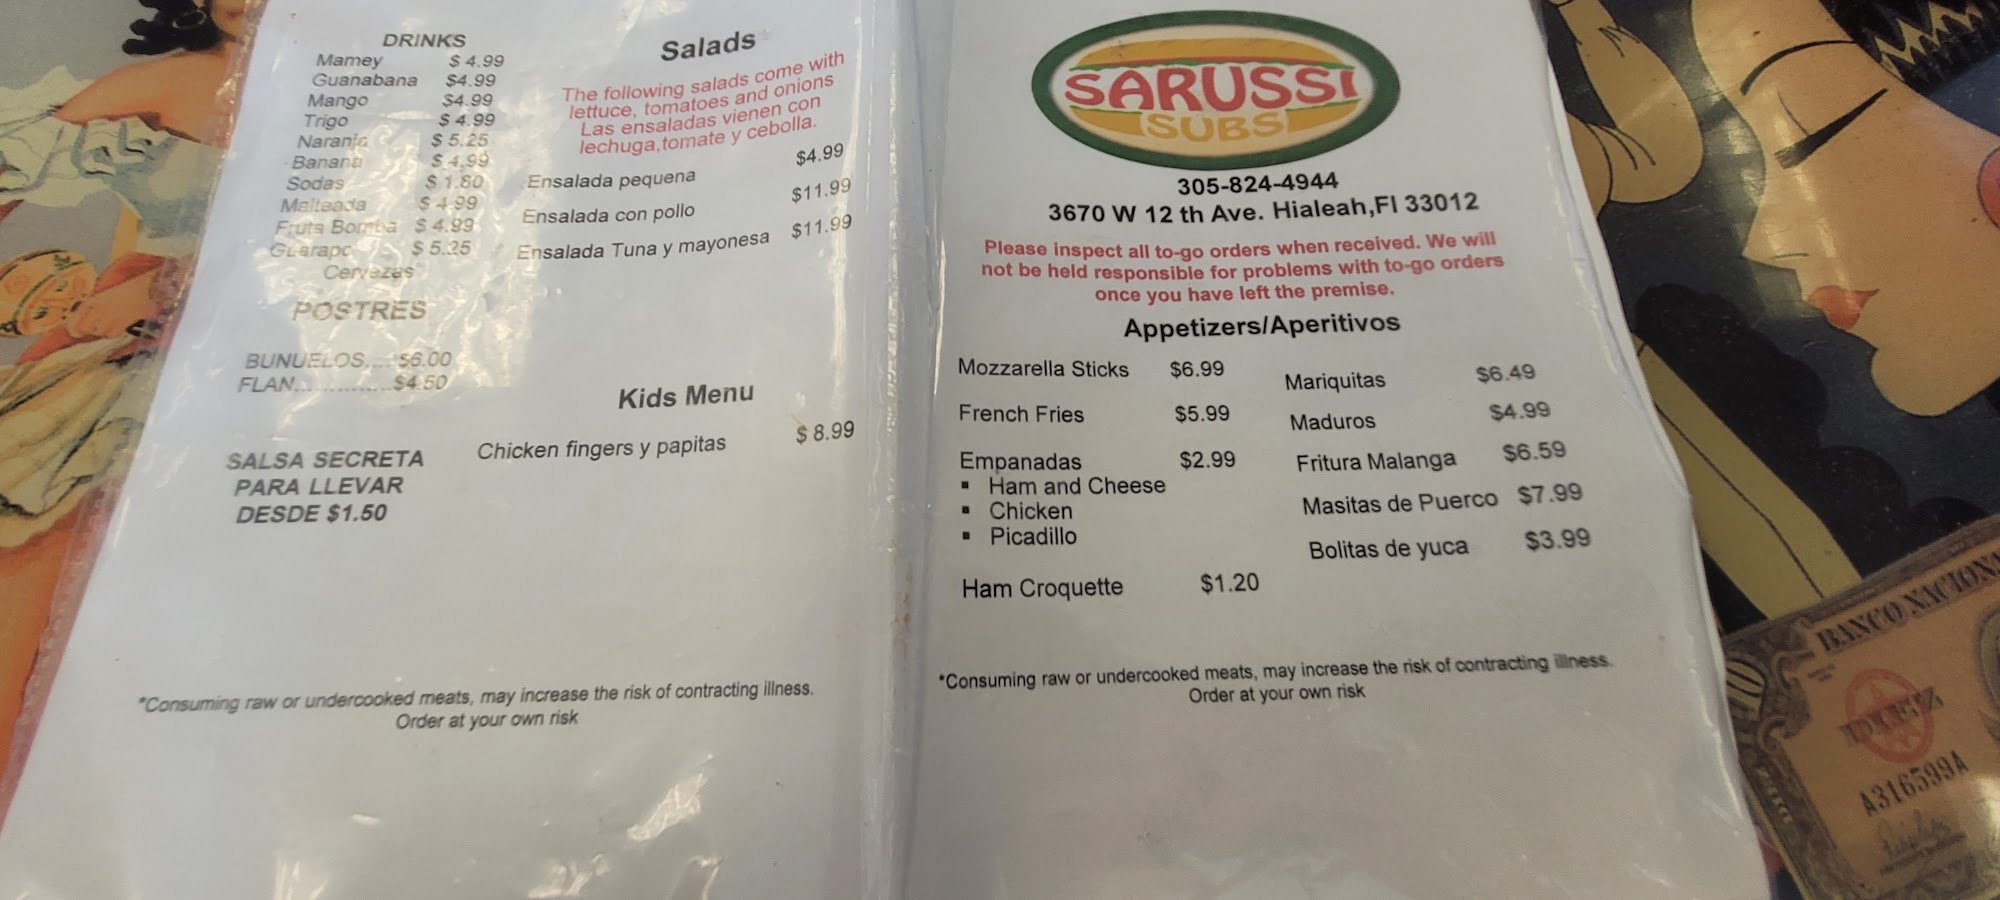 DRINKS
Mamey $ 4.99
Guanabana $4.99
Mango $4.99
Trigo $ 4.99
Naranja $ 5.25
Banana $ 4.99
Sodas $ 1.80
Malteada $ 4.99
Fruta Bomba $ 4.99
Guarapo $ 5.25
Cervezas
POSTRES
BUNUELOS.... $6.00
FLAN............. $4.50
SALSA SECRETA
PARA LLEVAR
DESDE $1.50
Salads
The following salads come with
lettuce, tomatoes and onions
Las ensaladas vienen con
lechuga,tomate y cebolla.
Ensalada pequena $4.99
Ensalada con pollo $11.99
Ensalada Tuna y mayonesa $11.99
Kids Menu
Chicken fingers y papitas $ 8.99
*Consuming raw or undercooked meats, may increase the risk of contracting illness.
Order at your own risk
SARUSSI
SUBS
305-824-4944
3670 W 12 th Ave. Hialeah,Fl 33012
Please inspect all to-go orders when received. We will
not be held responsible for problems with to-go orders
once you have left the premise.
Appetizers/Aperitivos
Mozzarella Sticks $6.99
French Fries $5.99
Empanadas $2.99
▪ Ham and Cheese
▪ Chicken
▪ Picadillo
Ham Croquette $1.20
Mariquitas $6.49
Maduros $4.99
Fritura Malanga $6.59
Masitas de Puerco $7.99
Bolitas de yuca $3.99
*Consuming raw or undercooked meats, may increase the risk of contracting illness.
Order at your own risk
BANCO NACIONA
DIEZ
A316599A